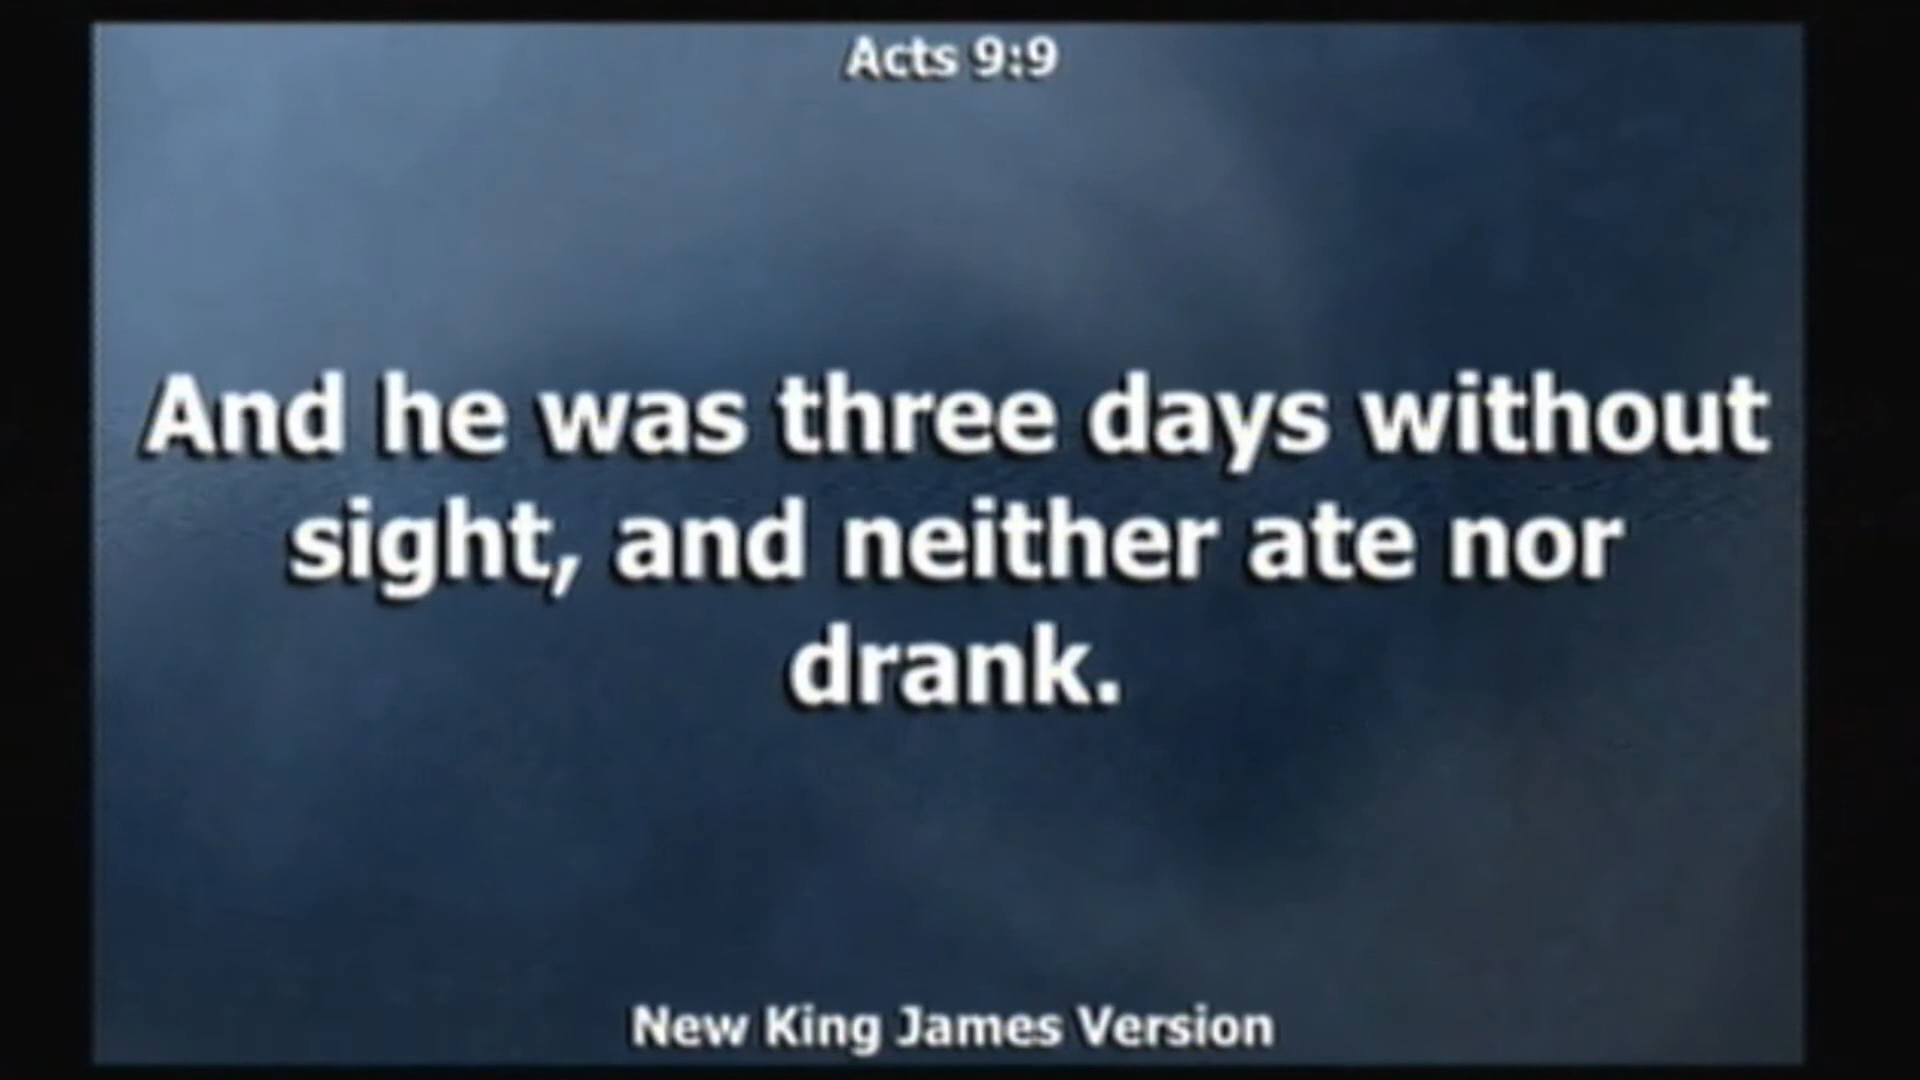 Acts 9:9
And he was three days without
sight, and neither ate nor
drank.
New King James Version